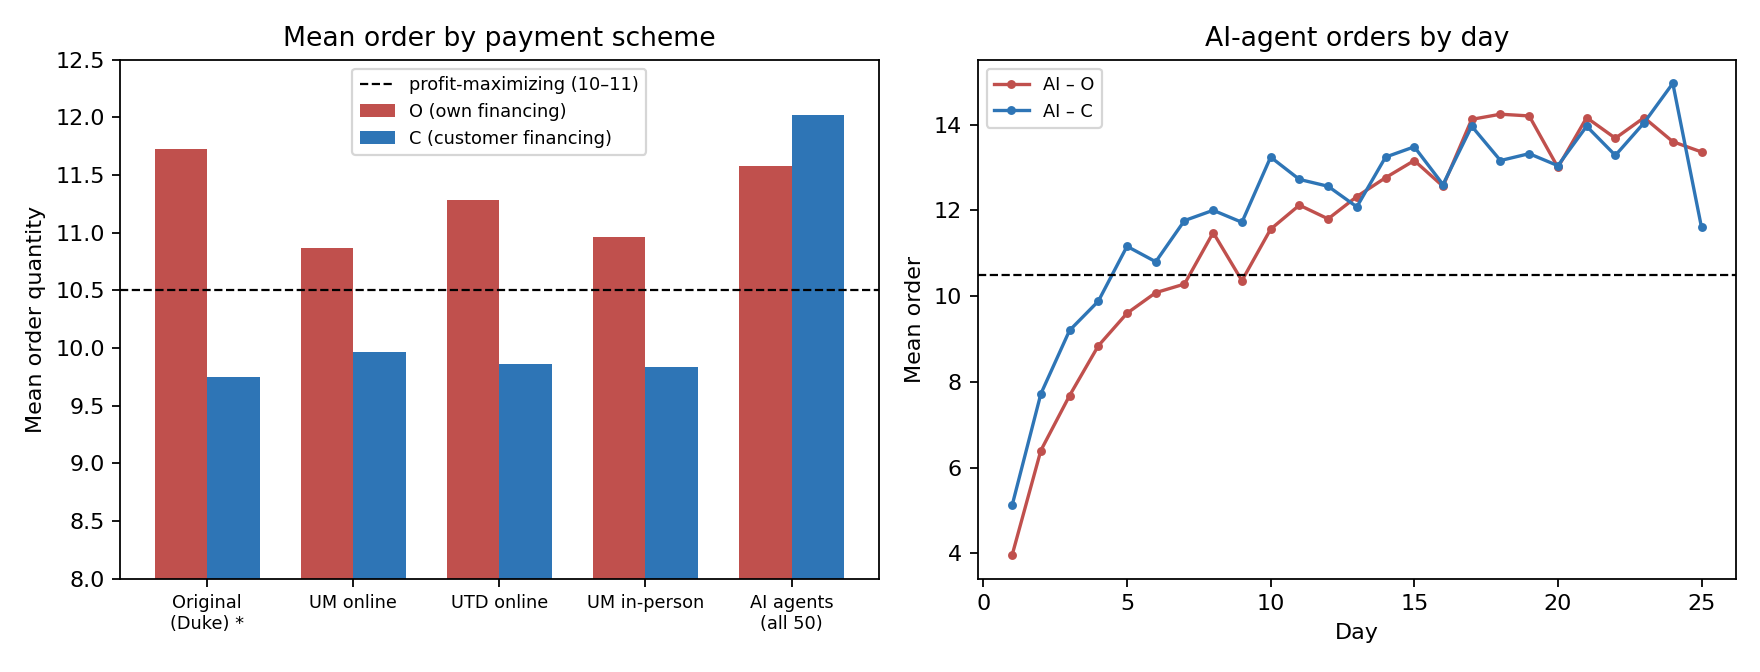 Mean order by payment scheme
Mean order quantity
12.5
12.0
11.5
11.0
10.5
10.0
9.5
9.0
8.5
8.0
profit-maximizing (10–11)
O (own financing)
C (customer financing)
Original
(Duke) *
UM online
UTD online
UM in-person
AI agents
(all 50)
AI-agent orders by day
Mean order
14
12
10
8
6
4
AI – O
AI – C
0
5
10
15
20
25
Day